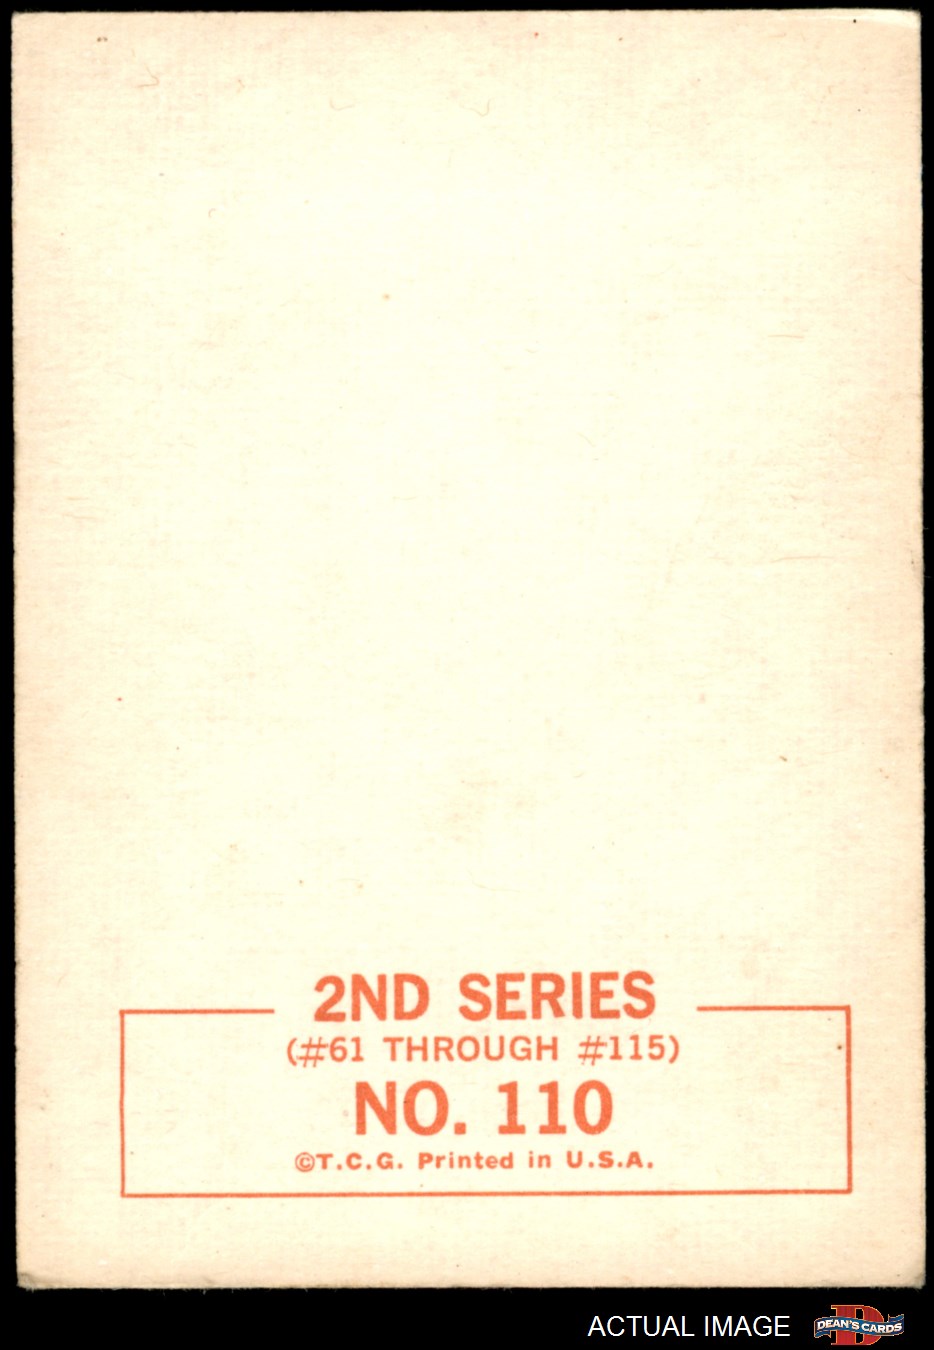 2ND SERIES
(#61 THROUGH #115)
NO. 110
©T.C.G. Printed in U.S.A.
ACTUAL IMAGE
DEAN'S CARDS